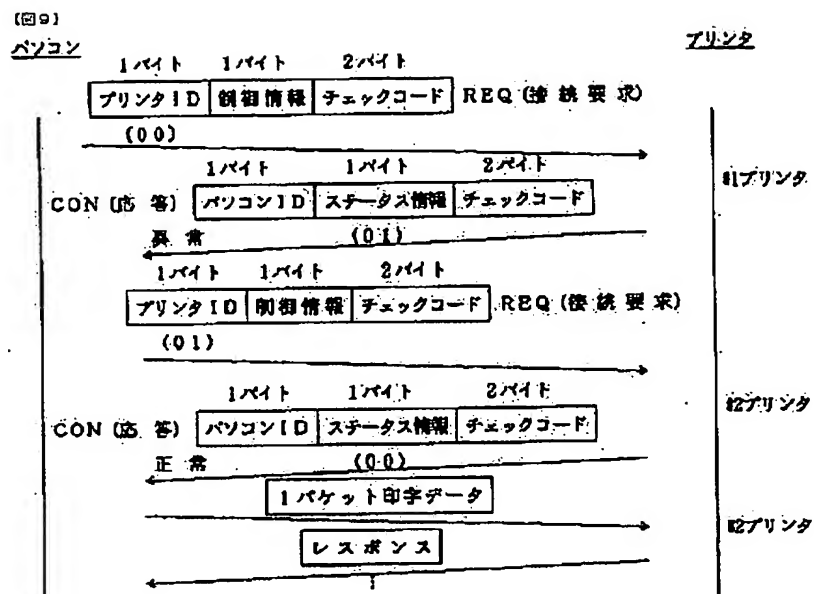 【図9】
パソコン
プリンタ
1バイト 1バイト 2バイト
プリンタID 制御情報 チェックコード REQ(接続要求)
(00)
#1プリンタ
1バイト 1バイト 2バイト
CON(応答) パソコンID ステータス情報 チェックコード
異常 (01)
1バイト 1バイト 2バイト
プリンタID 制御情報 チェックコード REQ(接続要求)
(01)
#2プリンタ
1バイト 1バイト 2バイト
CON(応答) パソコンID ステータス情報 チェックコード
正常 (00)
1パケット印字データ
#2プリンタ
レスポンス